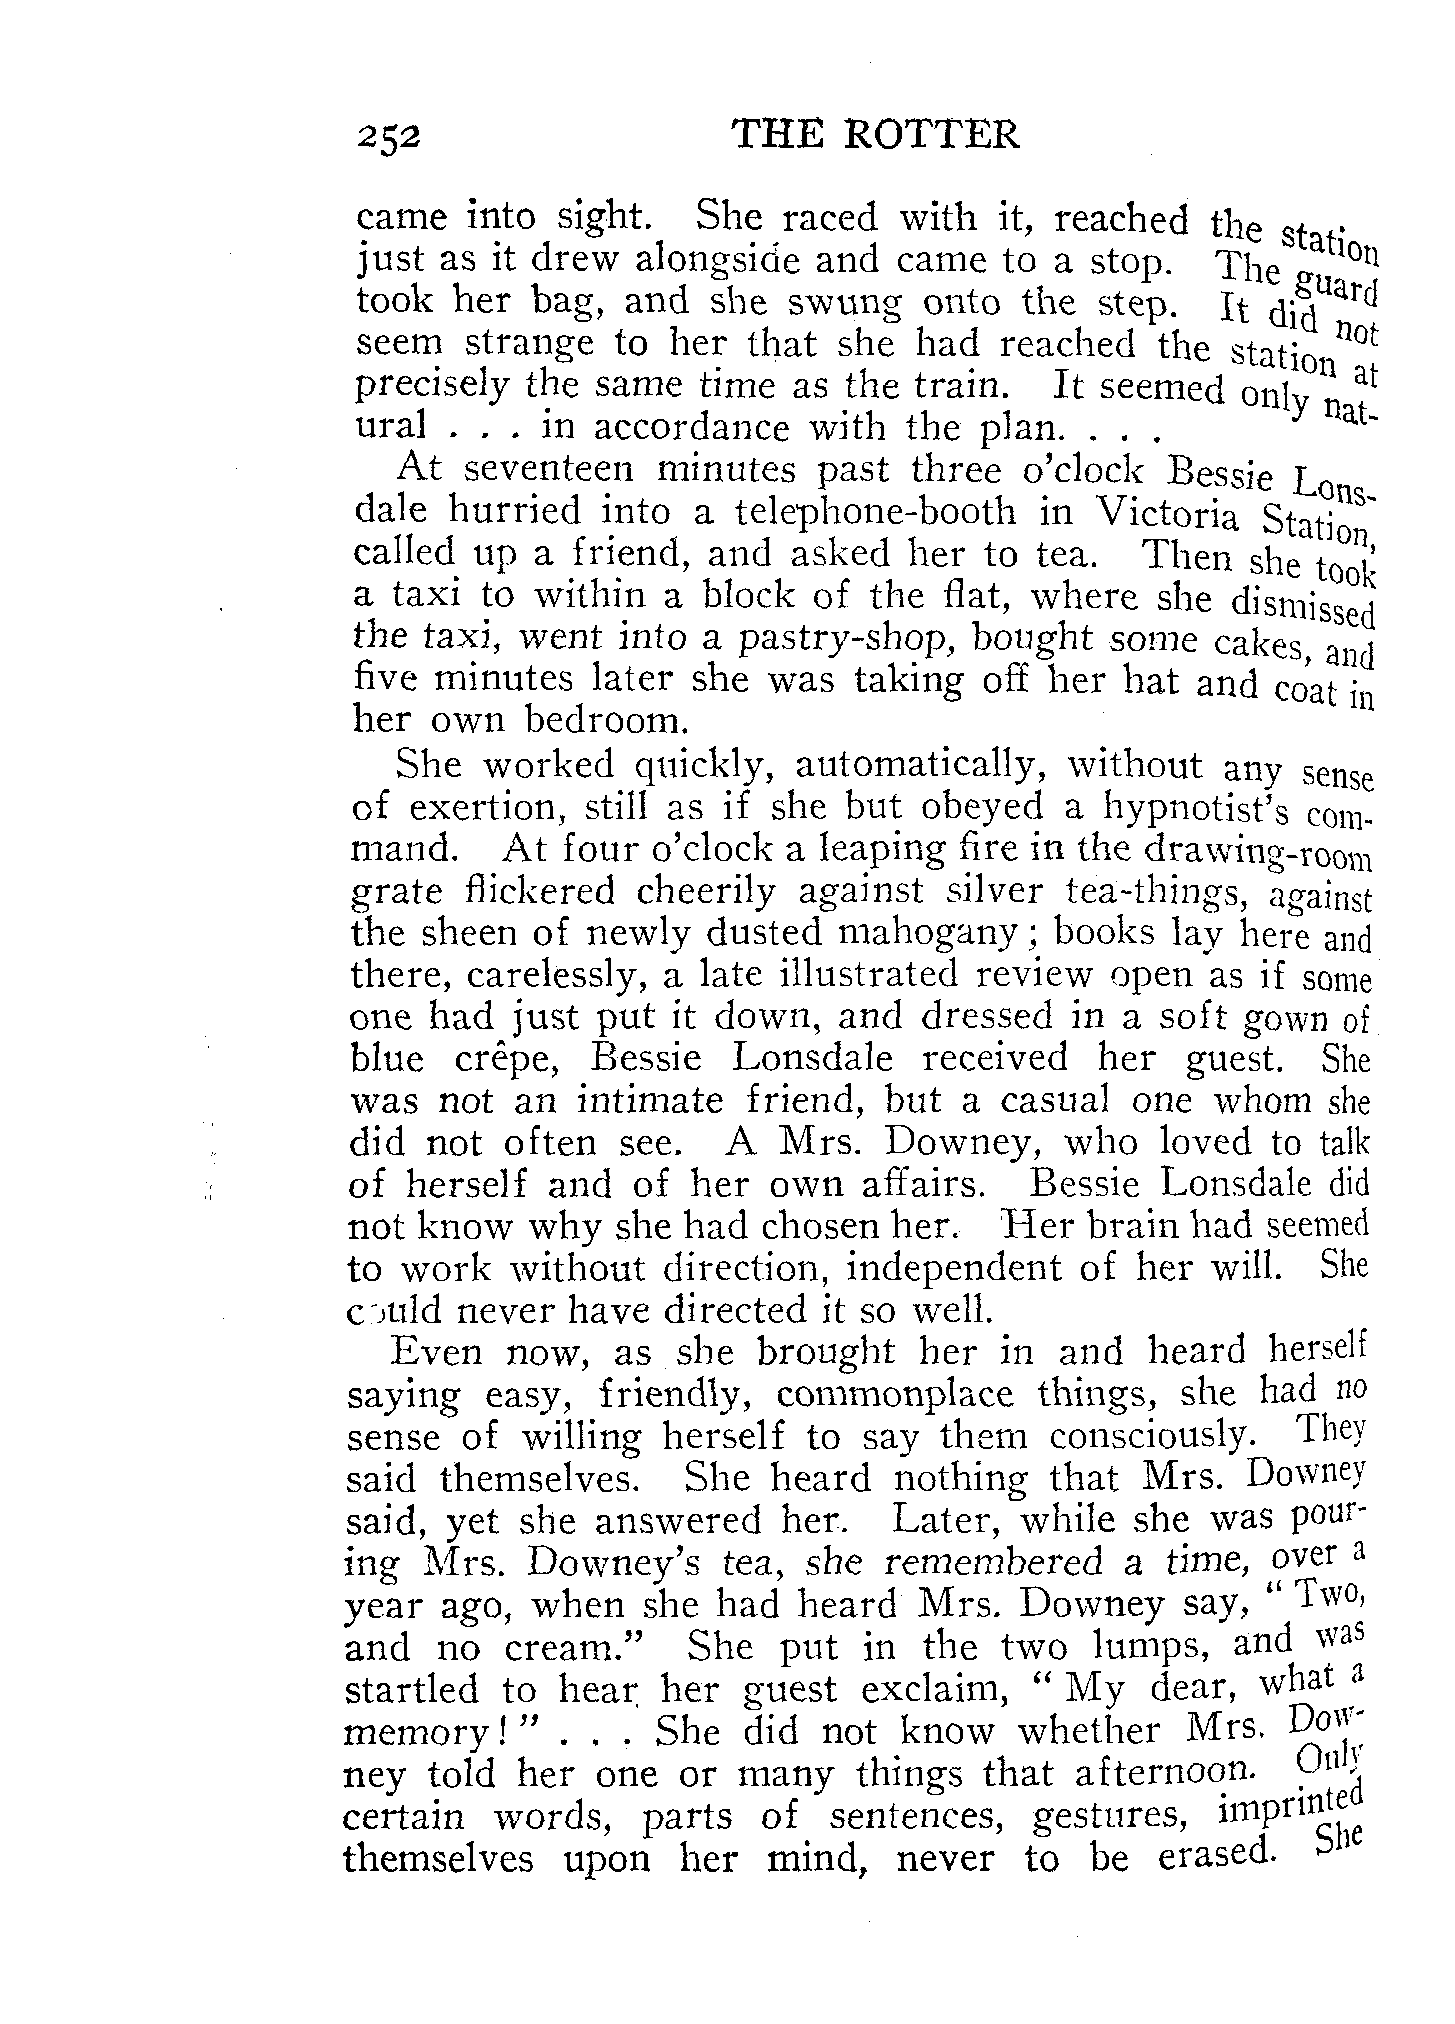 252 THE ROTTER
came into sight. She raced with it, reached the station
just as it drew alongside and came to a stop. The guard
took her bag, and she swung onto the step. It did not
seem strange to her that she had reached the station at
precisely the same time as the train. It seemed only nat-
ural . . . in accordance with the plan. . . .
At seventeen minutes past three o'clock Bessie Lons-
dale hurried into a telephone-booth in Victoria Station,
called up a friend, and asked her to tea. Then she took
a taxi to within a block of the flat, where she dismissed
the taxi, went into a pastry-shop, bought some cakes, and
five minutes later she was taking off her hat and coat in
her own bedroom.
She worked quickly, automatically, without any sense
of exertion, still as if she but obeyed a hypnotist's com-
mand. At four o'clock a leaping fire in the drawing-room
grate flickered cheerily against silver tea-things, against
the sheen of newly dusted mahogany; books lay here and
there, carelessly, a late illustrated review open as if some
one had just put it down, and dressed in a soft gown of
blue crêpe, Bessie Lonsdale received her guest. She
was not an intimate friend, but a casual one whom she
did not often see. A Mrs. Downey, who loved to talk
of herself and of her own affairs. Bessie Lonsdale did
not know why she had chosen her. Her brain had seemed
to work without direction, independent of her will. She
could never have directed it so well.
Even now, as she brought her in and heard herself
saying easy, friendly, commonplace things, she had no
sense of willing herself to say them consciously. They
said themselves. She heard nothing that Mrs. Downey
said, yet she answered her. Later, while she was pour-
ing Mrs. Downey's tea, she remembered a time, over a
year ago, when she had heard Mrs. Downey say, "Two,
and no cream." She put in the two lumps, and was
startled to hear her guest exclaim, "My dear, what a
memory!" . . . She did not know whether Mrs. Dow-
ney told her one or many things that afternoon. Only
certain words, parts of sentences, gestures, imprinted
themselves upon her mind, never to be erased. She